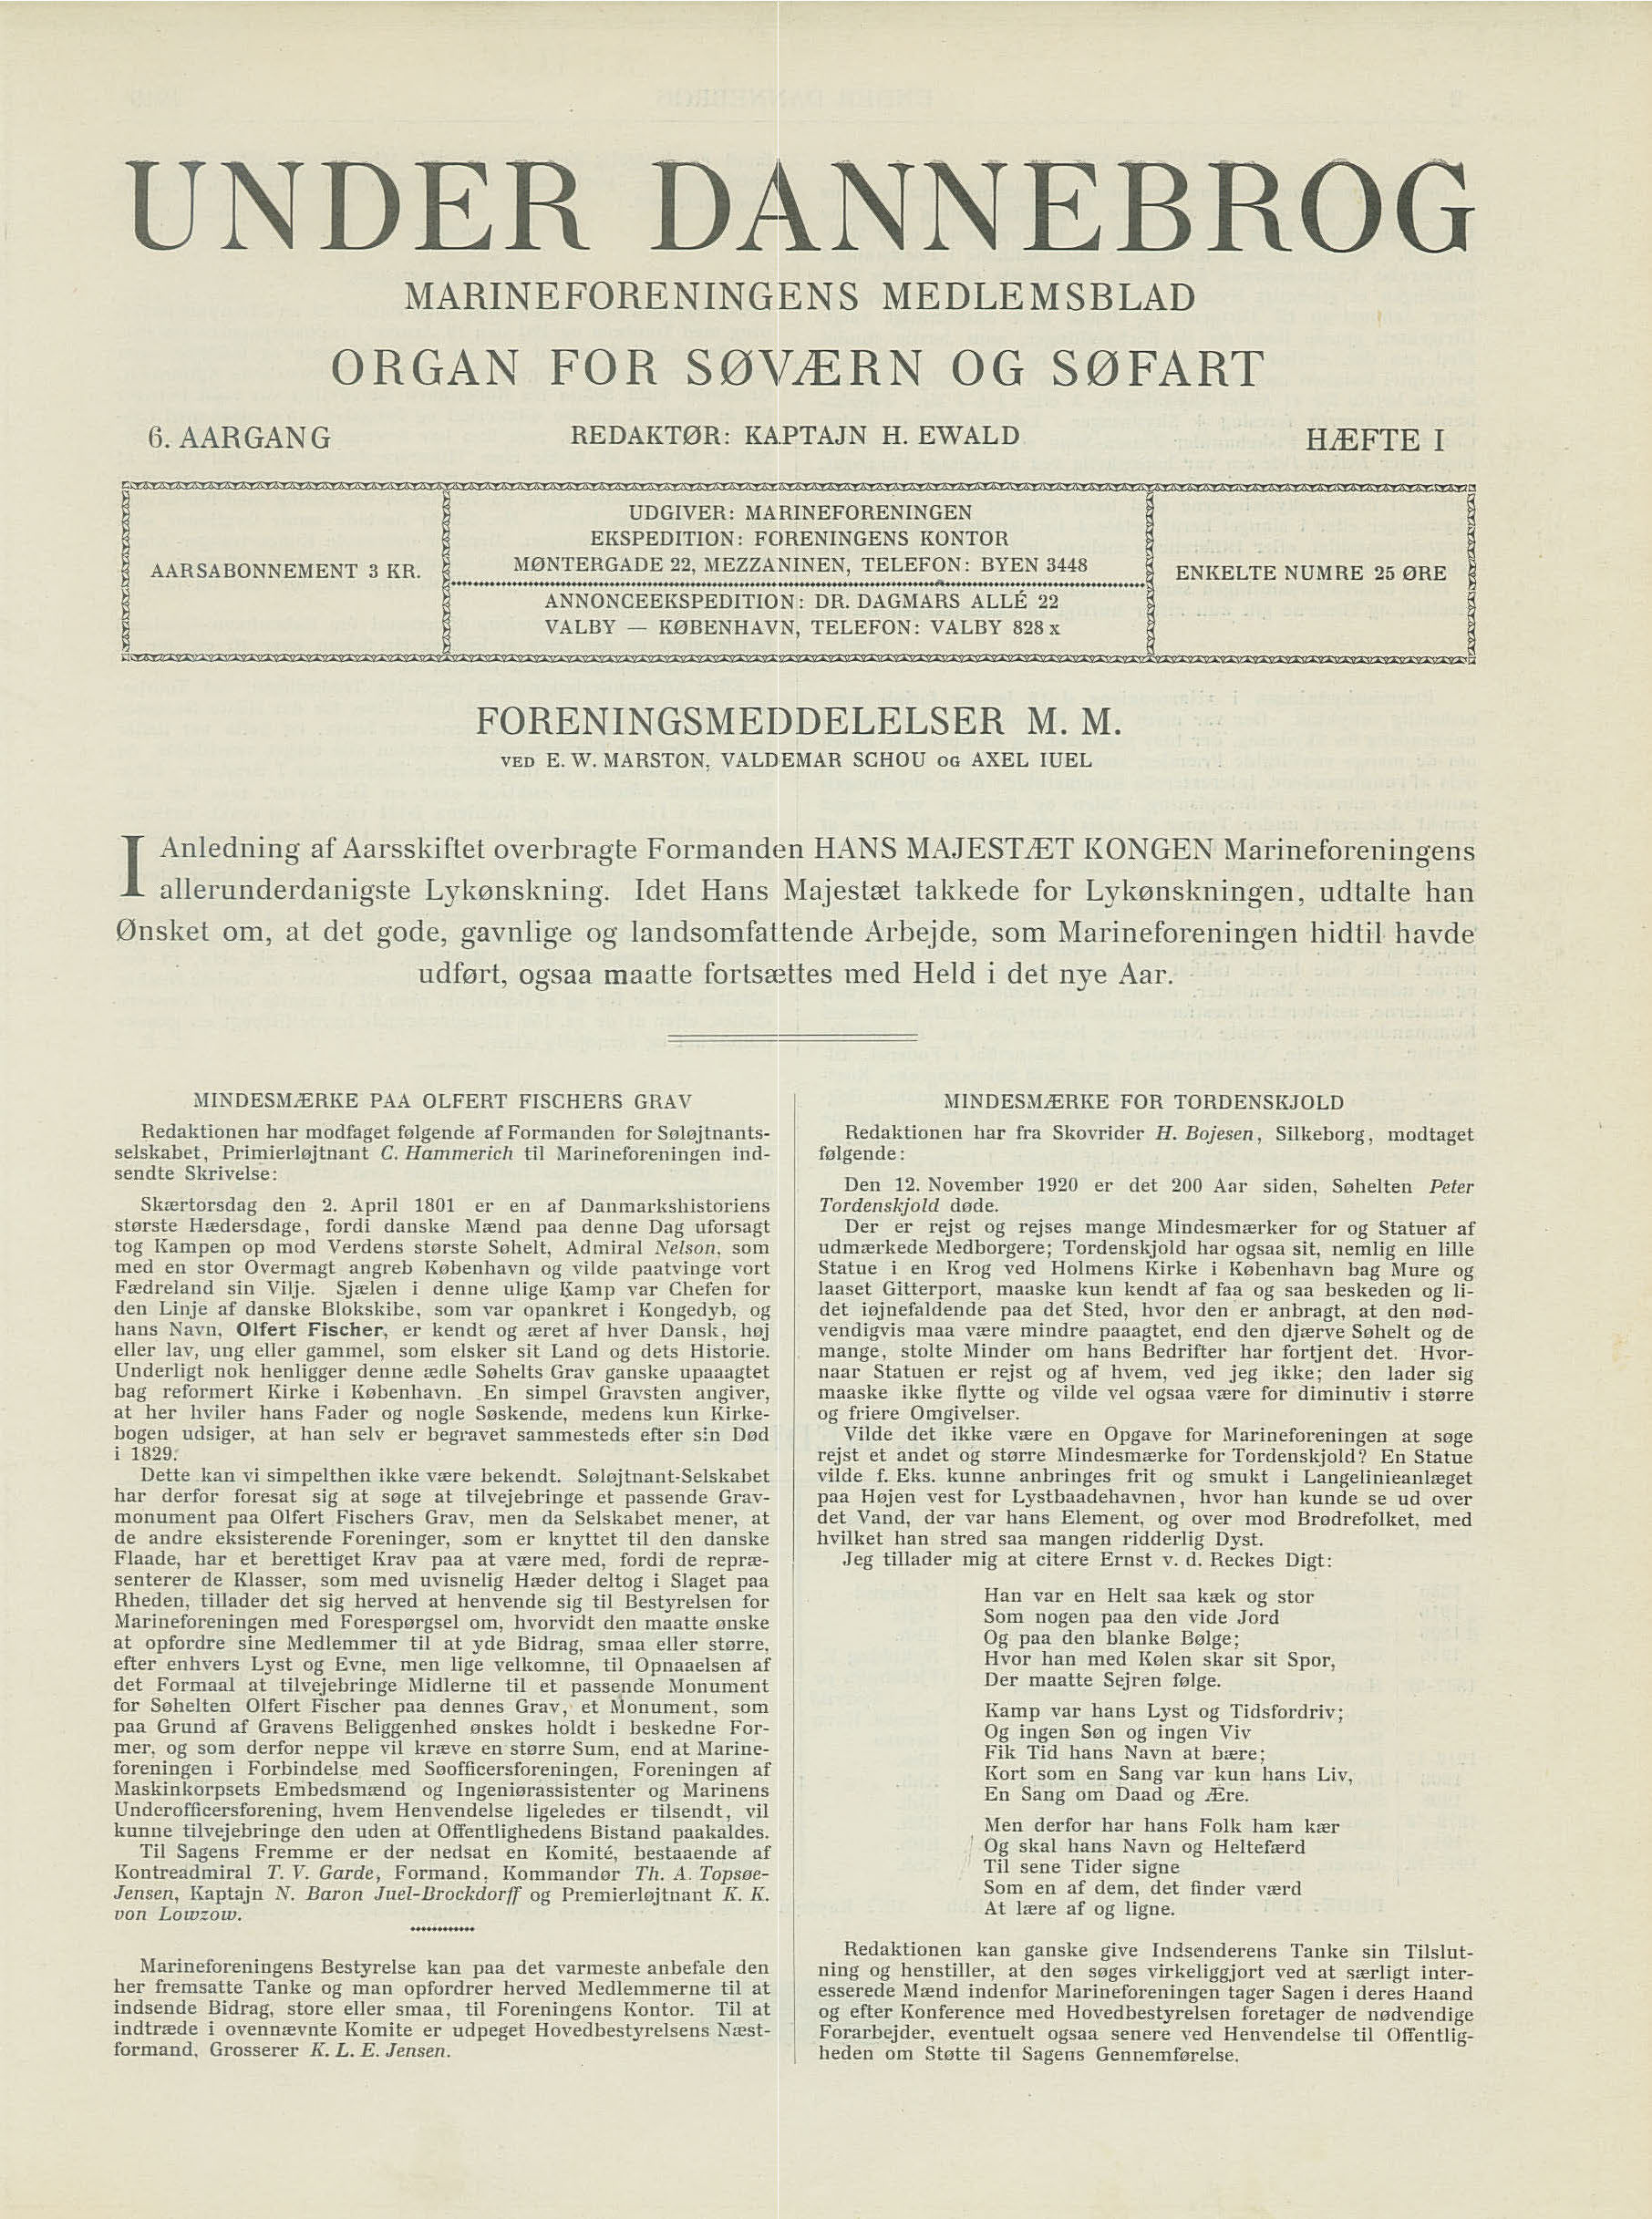 UNDER DANNEBROG
MARINEFORENINGENS MEDLEMSBLAD
ORGAN FOR SØVÆRN OG SØFART
6. AARGANG
REDAKTØR: KAPTAJN H. EWALD
HÆFTE I
AARSABONNEMENT 3 KR.
UDGIVER: MARINEFORENINGEN
EKSPEDITION: FORENINGENS KONTOR
MØNTERGADE 22, MEZZANINEN, TELEFON: BYEN 3448
ANNONCEEKSPEDITION: DR. DAGMARS ALLÉ 22
VALBY — KØBENHAVN, TELEFON: VALBY 828 x
ENKELTE NUMRE 25 ØRE
FORENINGSMEDDELELSER M. M.
VED E. W. MARSTON, VALDEMAR SCHOU OG AXEL IUEL
I Anledning af Aarsskiftet overbragte Formanden HANS MAJESTÆT KONGEN Marineforeningens
allerunderdanigste Lykønskning. Idet Hans Majestæt takkede for Lykønskningen, udtalte han
Ønsket om, at det gode, gavnlige og landsomfattende Arbejde, som Marineforeningen hidtil havde
udført, ogsaa maatte fortsættes med Held i det nye Aar.
MINDESMÆRKE PAA OLFERT FISCHERS GRAV
Redaktionen har modfaget følgende af Formanden for Søløjtnants-
selskabet, Primierløjtnant C. Hammerich til Marineforeningen ind-
sendte Skrivelse:
Skærtorsdag den 2. April 1801 er en af Danmarkshistoriens
største Hædersdage, fordi danske Mænd paa denne Dag uforsagt
tog Kampen op mod Verdens største Søhelt, Admiral Nelson, som
med en stor Overmagt angreb København og vilde paatvinge vort
Fædreland sin Vilje. Sjælen i denne ulige Kamp var Chefen for
den Linje af danske Blokskibe, som var opankret i Kongedyb, og
hans Navn, Olfert Fischer, er kendt og æret af hver Dansk, høj
eller lav, ung eller gammel, som elsker sit Land og dets Historie.
Underligt nok henligger denne ædle Søhelts Grav ganske upaaagtet
bag reformert Kirke i København. En simpel Gravsten angiver,
at her hviler hans Fader og nogle Søskende, medens kun Kirke-
bogen udsiger, at han selv er begravet sammesteds efter sin Død
i 1829.
Dette kan vi simpelthen ikke være bekendt. Søløjtnant-Selskabet
har derfor foresat sig at søge at tilvejebringe et passende Grav-
monument paa Olfert Fischers Grav, men da Selskabet mener, at
de andre eksisterende Foreninger, som er knyttet til den danske
Flaade, har et berettiget Krav paa at være med, fordi de repræ-
senterer de Klasser, som med uvisnelig Hæder deltog i Slaget paa
Rheden, tillader det sig herved at henvende sig til Bestyrelsen for
Marineforeningen med Forespørgsel om, hvorvidt den maatte ønske
at opfordre sine Medlemmer til at yde Bidrag, smaa eller større,
efter enhvers Lyst og Evne, men lige velkomne, til Opnaaelsen af
det Formaal at tilvejebringe Midlerne til et passende Monument
for Søhelten Olfert Fischer paa dennes Grav, et Monument, som
paa Grund af Gravens Beliggenhed ønskes holdt i beskedne For-
mer, og som derfor neppe vil kræve en større Sum, end at Marine-
foreningen i Forbindelse med Søofficersforeningen, Foreningen af
Maskinkorpsets Embedsmænd og Ingeniørassistenter og Marinens
Underofficersforening, hvem Henvendelse ligeledes er tilsendt, vil
kunne tilvejebringe den uden at Offentlighedens Bistand paakaldes.
Til Sagens Fremme er der nedsat en Komité, bestaaende af
Kontreadmiral T. V. Garde, Formand, Kommandør Th. A. Topsøe-
Jensen, Kaptajn N. Baron Juel-Brockdorff og Premierløjtnant K. K.
von Lowzow.
Marineforeningens Bestyrelse kan paa det varmeste anbefale den
her fremsatte Tanke og man opfordrer herved Medlemmerne til at
indsende Bidrag, store eller smaa, til Foreningens Kontor. Til at
indtræde i ovennævnte Komite er udpeget Hovedbestyrelsens Næst-
formand, Grosserer K. L. E. Jensen.
MINDESMÆRKE FOR TORDENSKJOLD
Redaktionen har fra Skovrider H. Bojesen, Silkeborg, modtaget
følgende:
Den 12. November 1920 er det 200 Aar siden, Søhelten Peter
Tordenskjold døde.
Der er rejst og rejses mange Mindesmærker for og Statuer af
udmærkede Medborgere; Tordenskjold har ogsaa sit, nemlig en lille
Statue i en Krog ved Holmens Kirke i København bag Mure og
laaset Gitterport, maaske kun kendt af faa og saa beskeden og li-
det iøjnefaldende paa det Sted, hvor den er anbragt, at den nød-
vendigvis maa være mindre paaagtet, end den djærve Søhelt og de
mange, stolte Minder om hans Bedrifter har fortjent det. Hvor-
naar Statuen er rejst og af hvem, ved jeg ikke; den lader sig
maaske ikke flytte og vilde vel ogsaa være for diminutiv i større
og friere Omgivelser.
Vilde det ikke være en Opgave for Marineforeningen at søge
rejst et andet og større Mindesmærke for Tordenskjold? En Statue
vilde f. Eks. kunne anbringes frit og smukt i Langelinieanlæget
paa Højen vest for Lystbaadehavnen, hvor han kunde se ud over
det Vand, der var hans Element, og over mod Brødrefolket, med
hvilket han stred saa mangen ridderlig Dyst.
Jeg tillader mig at citere Ernst v. d. Reckes Digt:
Han var en Helt saa kæk og stor
Som nogen paa den vide Jord
Og paa den blanke Bølge;
Hvor han med Kølen skar sit Spor,
Der maatte Sejren følge.
Kamp var hans Lyst og Tidsfordriv;
Og ingen Søn og ingen Viv
Fik Tid hans Navn at bære;
Kort som en Sang var kun hans Liv,
En Sang om Daad og Ære.
Men derfor har hans Folk ham kær
Og skal hans Navn og Heltefærd
Til sene Tider signe
Som en af dem, det finder værd
At lære af og ligne.
Redaktionen kan ganske give Indsenderens Tanke sin Tilslut-
ning og henstiller, at den søges virkeliggjort ved at særligt inter-
esserede Mænd indenfor Marineforeningen tager Sagen i deres Haand
og efter Konference med Hovedbestyrelsen foretager de nødvendige
Forarbejder, eventuelt ogsaa senere ved Henvendelse til Offentlig-
heden om Støtte til Sagens Gennemførelse.